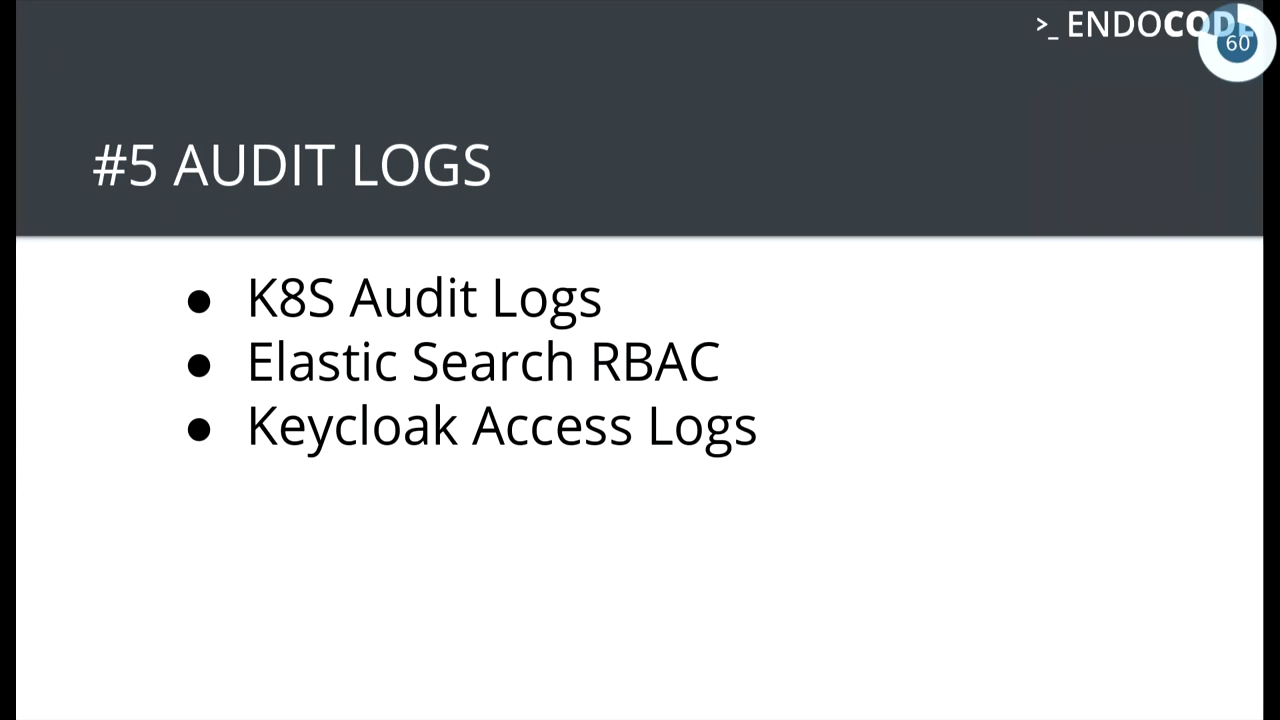 >_ ENDOCODE
60
#5 AUDIT LOGS
● K8S Audit Logs
● Elastic Search RBAC
● Keycloak Access Logs